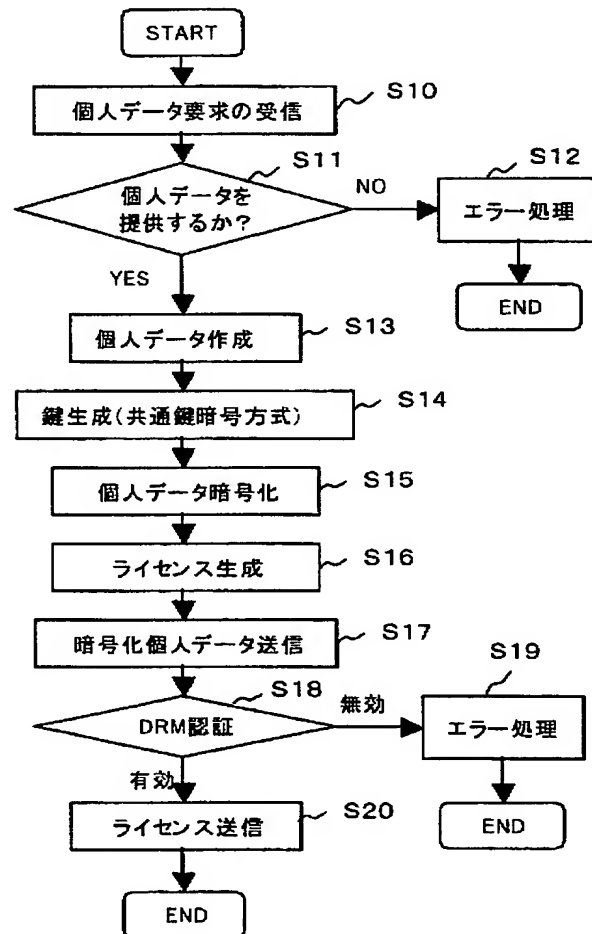 START
個人データ要求の受信
S10
S11
個人データを
提供するか？
NO
S12
エラー処理
END
YES
個人データ作成
S13
鍵生成(共通鍵暗号方式)
S14
個人データ暗号化
S15
ライセンス生成
S16
暗号化個人データ送信
S17
S18
DRM認証
無効
S19
エラー処理
END
有効
ライセンス送信
S20
END